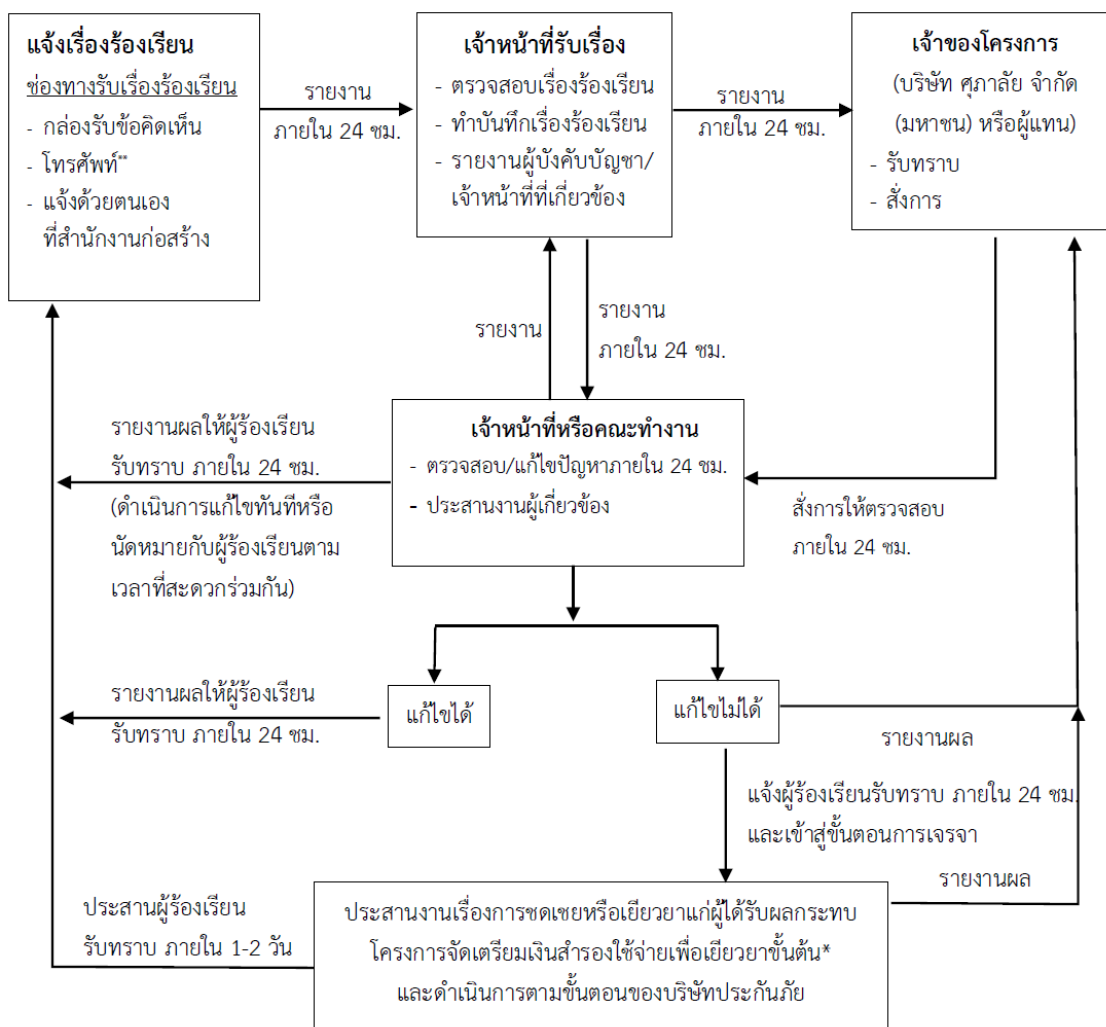 แจ้งเรื่องร้องเรียน
ช่องทางรับเรื่องร้องเรียน
- กล่องรับข้อคิดเห็น
- โทรศัพท์**
- แจ้งด้วยตนเอง
ที่สำนักงานก่อสร้าง
รายงาน
ภายใน 24 ชม.
เจ้าหน้าที่รับเรื่อง
- ตรวจสอบเรื่องร้องเรียน
- ทำบันทึกเรื่องร้องเรียน
- รายงานผู้บังคับบัญชา/
เจ้าหน้าที่ที่เกี่ยวข้อง
รายงาน
ภายใน 24 ชม.
เจ้าของโครงการ
(บริษัท ศุภาลัย จำกัด
(มหาชน) หรือผู้แทน)
- รับทราบ
- สั่งการ
รายงาน
รายงาน
ภายใน 24 ชม.
รายงานผลให้ผู้ร้องเรียน
รับทราบ ภายใน 24 ชม.
(ดำเนินการแก้ไขทันทีหรือ
นัดหมายกับผู้ร้องเรียนตาม
เวลาที่สะดวกร่วมกัน)
เจ้าหน้าที่หรือคณะทำงาน
- ตรวจสอบ/แก้ไขปัญหาภายใน 24 ชม.
- ประสานงานผู้เกี่ยวข้อง
สั่งการให้ตรวจสอบ
ภายใน 24 ชม.
รายงานผลให้ผู้ร้องเรียน
รับทราบ ภายใน 24 ชม.
แก้ไขได้
แก้ไขไม่ได้
รายงานผล
แจ้งผู้ร้องเรียนรับทราบ ภายใน 24 ชม.
และเข้าสู่ขั้นตอนการเจรจา
รายงานผล
ประสานผู้ร้องเรียน
รับทราบ ภายใน 1-2 วัน
ประสานงานเรื่องการชดเชยหรือเยียวยาแก่ผู้ได้รับผลกระทบ
โครงการจัดเตรียมเงินสำรองใช้จ่ายเพื่อเยียวยาขั้นต้น*
และดำเนินการตามขั้นตอนของบริษัทประกันภัย